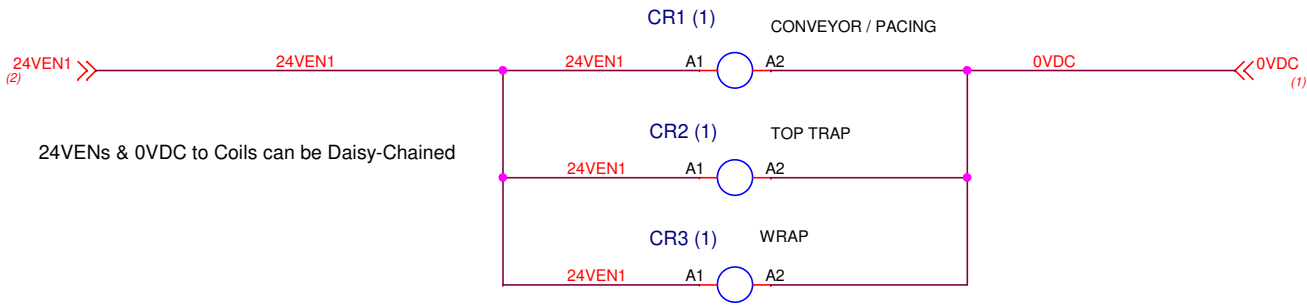 CR1 (1)
CONVEYOR / PACING
24VEN1
24VEN1
24VEN1
A1
A2
0VDC
0VDC
(2)
(1)
CR2 (1)
TOP TRAP
24VENs & 0VDC to Coils can be Daisy-Chained
24VEN1
A1
A2
CR3 (1)
WRAP
24VEN1
A1
A2